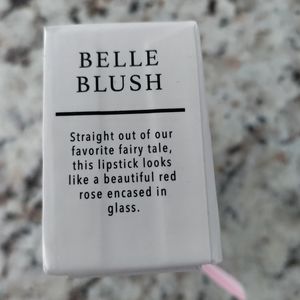 BELLE
BLUSH
Straight out of our
favorite fairy tale,
this lipstick looks
like a beautiful red
rose encased in
glass.